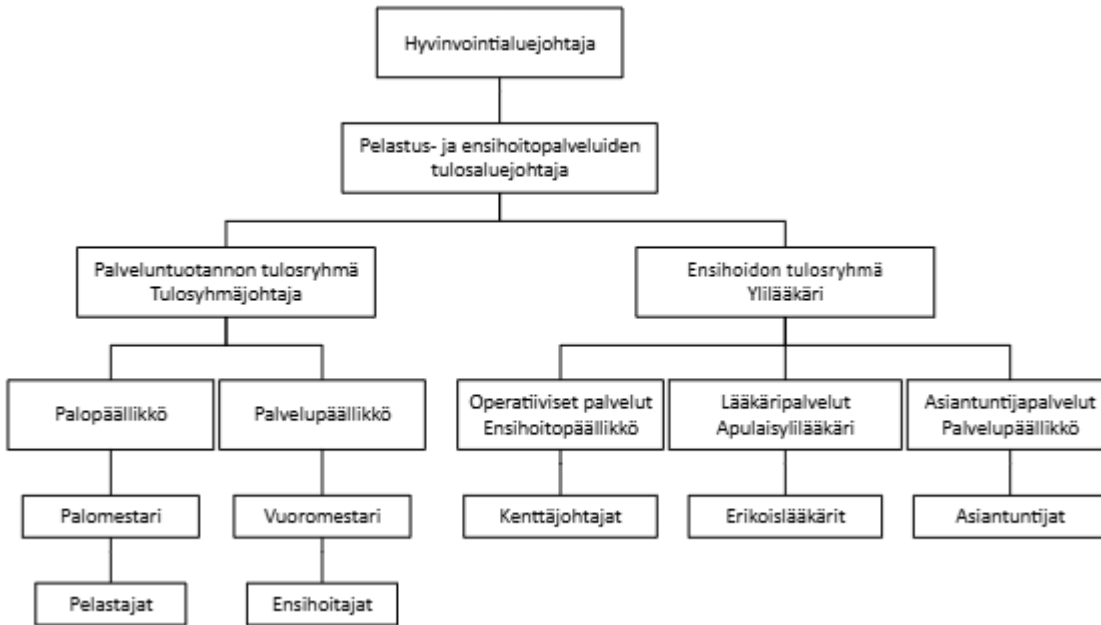 Hyvinvointialuejohtaja
Pelastus- ja ensihoitopalveluiden
tulosaluejohtaja
Palveluntuotannon tulosryhmä
Tulosyhmäjohtaja
Ensihoidon tulosryhmä
Ylilääkäri
Palopäällikkö
Palvelupäällikkö
Operatiiviset palvelut
Ensihoitopäällikkö
Lääkäripalvelut
Apulaisylilääkäri
Asiantuntijapalvelut
Palvelupäällikkö
Palomestari
Vuoromestari
Kenttäjohtajat
Erikoislääkärit
Asiantuntijat
Pelastajat
Ensihoitajat